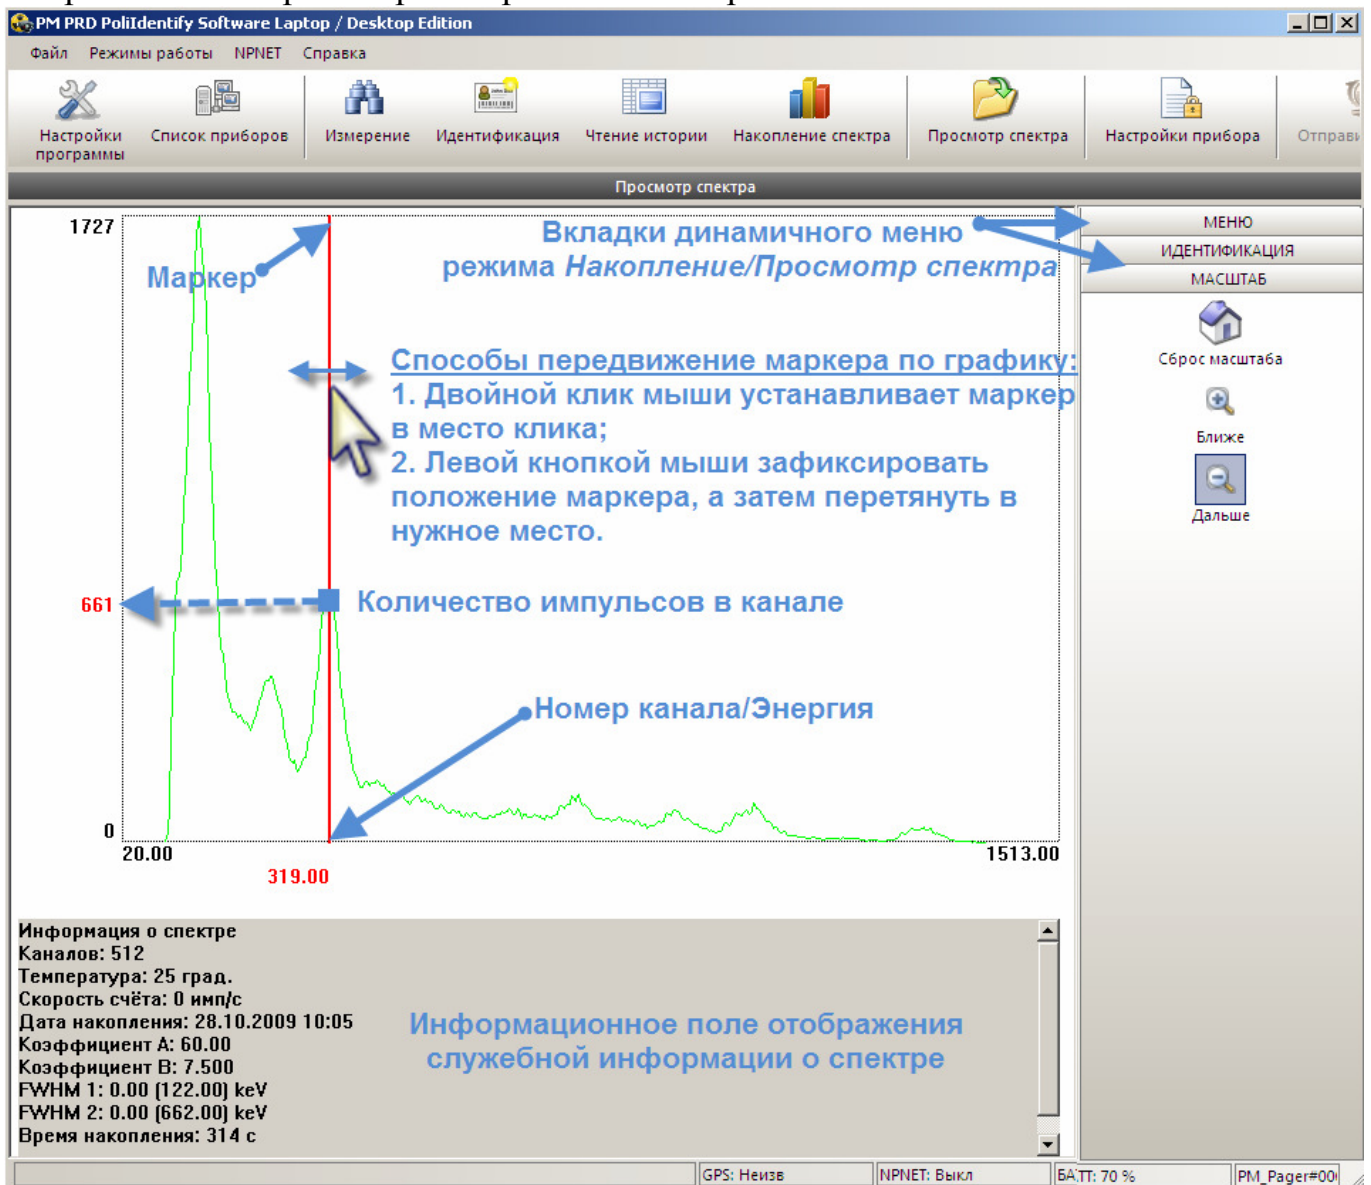 PM PRD PoliIdentify Software Laptop / Desktop Edition
Файл Режимы работы NPNET Справка
Настройки программы
Список приборов
Измерение
Идентификация
Чтение истории
Накопление спектра
Просмотр спектра
Настройки прибора
Отправи
Просмотр спектра
1727
Маркер
Вкладки динамичного меню
режима Накопление/Просмотр спектра
МЕНЮ
ИДЕНТИФИКАЦИЯ
МАСШТАБ
Сброс масштаба
Ближе
Дальше
Способы передвижение маркера по графику:
1. Двойной клик мыши устанавливает маркер
в место клика;
2. Левой кнопкой мыши зафиксировать
положение маркера, а затем перетянуть в
нужное место.
661
Количество импульсов в канале
Номер канала/Энергия
0
20.00
1513.00
319.00
Информация о спектре
Каналов: 512
Температура: 25 град.
Скорость счёта: 0 имп/с
Дата накопления: 28.10.2009 10:05
Коэффициент A: 60.00
Коэффициент B: 7.500
FWHM 1: 0.00 (122.00) keV
FWHM 2: 0.00 (662.00) keV
Время накопления: 314 с
Информационное поле отображения
служебной информации о спектре
GPS: Неизв
NPNET: Выкл
БАТТ: 70 %
PM_Pager#00